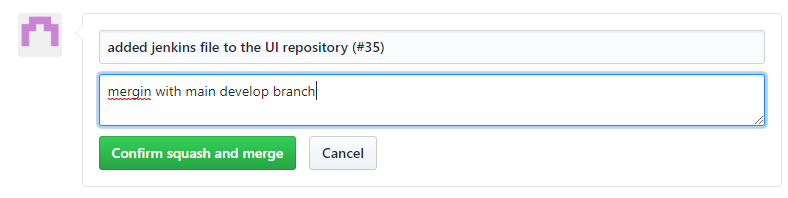 added jenkins file to the UI repository (#35)
mergin with main develop branch
Confirm squash and merge
Cancel